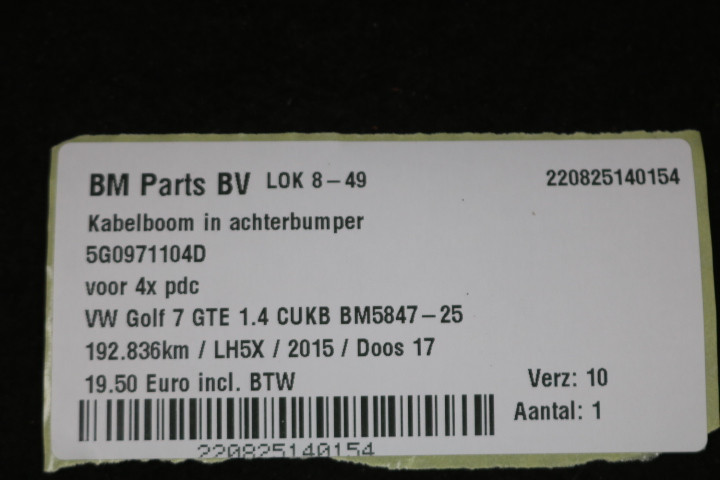 BM Parts BV LOK 8-49 220825140154
Kabelboom in achterbumper
5G0971104D
voor 4x pdc
VW Golf 7 GTE 1.4 CUKB BM5847-25
192.836km / LH5X / 2015 / Doos 17
19.50 Euro incl. BTW Verz: 10
Aantal: 1
220825140154